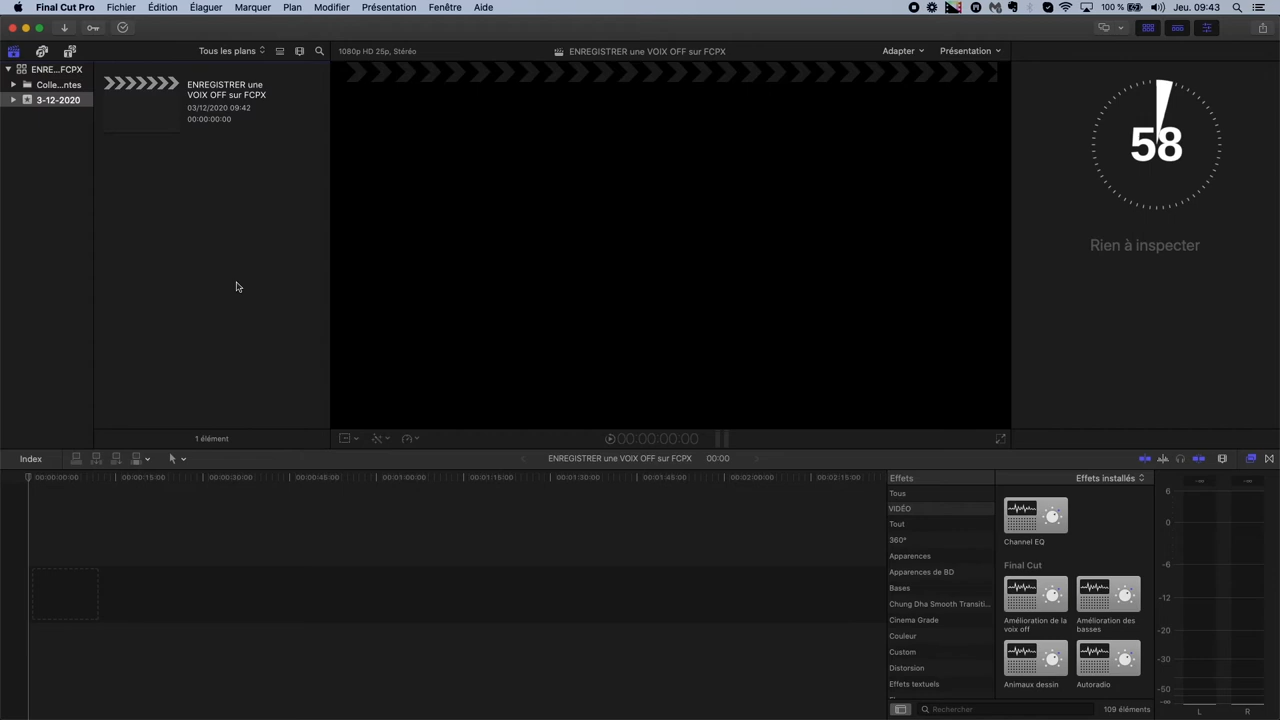 Final Cut Pro Fichier Édition Élaguer Marquer Plan Modifier Présentation Fenêtre Aide 100 % Jeu. 09:43
Tous les plans 1080p HD 25p, Stéréo ENREGISTRER une VOIX OFF sur FCPX Adapter Présentation
ENRE...FCPX
Colle...ntes
3-12-2020
ENREGISTRER une
VOIX OFF sur FCPX
03/12/2020 09:42
00:00:00:00
58
Rien à inspecter
1 élément
00:00:00:00
Index ENREGISTRER une VOIX OFF sur FCPX 00:00
00:00:00:00 00:00:15:00 00:00:30:00 00:00:45:00 00:01:00:00 00:01:15:00 00:01:30:00 00:01:45:00 00:02:00:00 00:02:15:00
Effets Effets installés
Tous
VIDÉO
Tout
360°
Apparences
Apparences de BD
Bases
Chung Dha Smooth Transiti...
Cinema Grade
Couleur
Custom
Distorsion
Effets textuels
Channel EQ
Final Cut
Amélioration de la
voix off
Amélioration des
basses
Animaux dessin
Autoradio
Rechercher 109 éléments
-∞ -∞
6
0
-6
-12
-20
-30
-50
-∞
L R